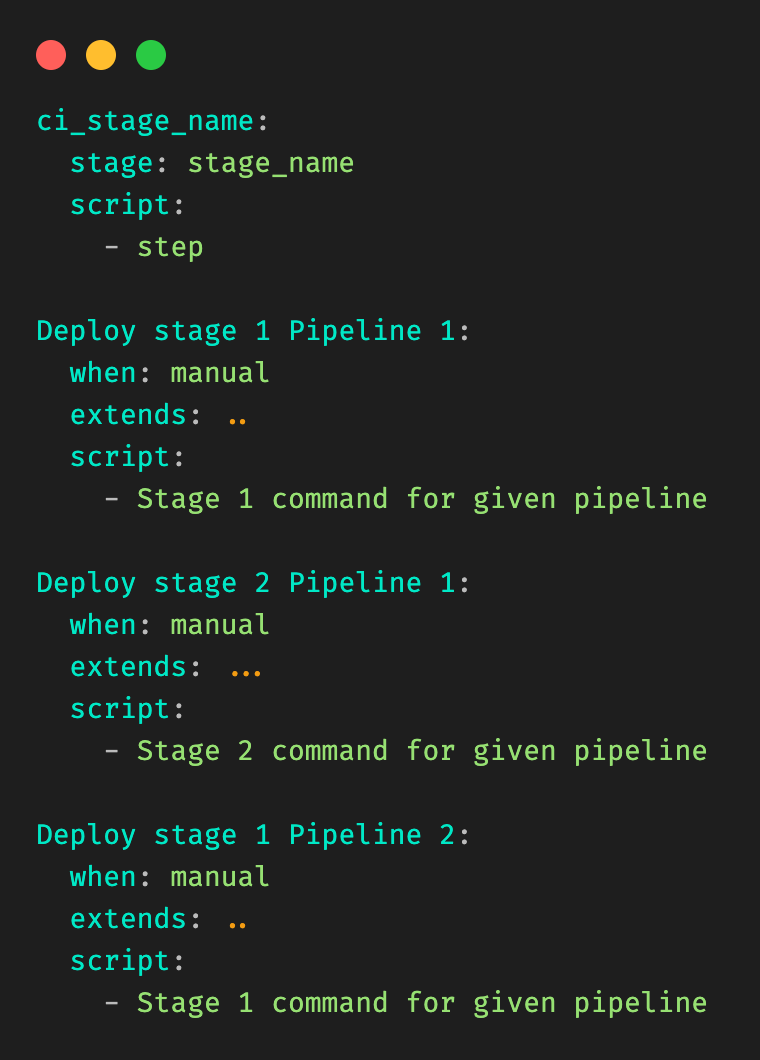 ci_stage_name:
  stage: stage_name
  script:
    - step

Deploy stage 1 Pipeline 1:
  when: manual
  extends: ..
  script:
    - Stage 1 command for given pipeline

Deploy stage 2 Pipeline 1:
  when: manual
  extends: ...
  script:
    - Stage 2 command for given pipeline

Deploy stage 1 Pipeline 2:
  when: manual
  extends: ..
  script:
    - Stage 1 command for given pipeline